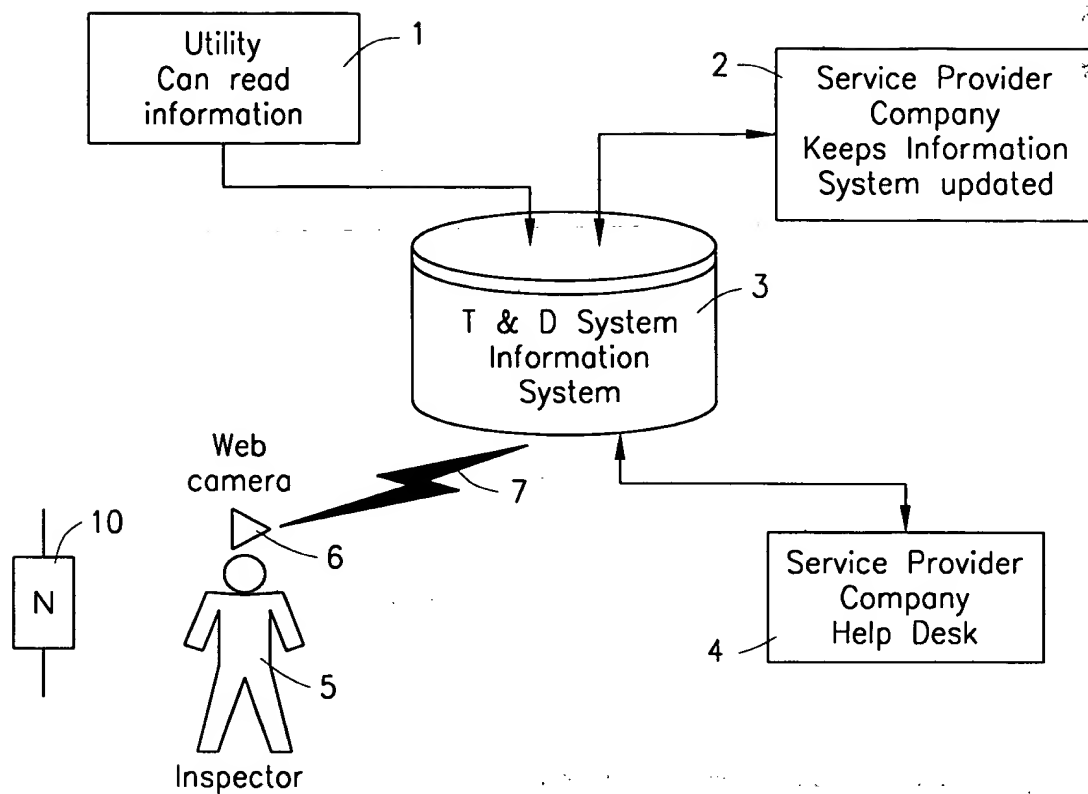 1
Utility
Can read
information
2
Service Provider
Company
Keeps Information
System updated
3
T & D System
Information
System
Web
camera
7
6
10
N
5
Inspector
Service Provider
Company
Help Desk
4